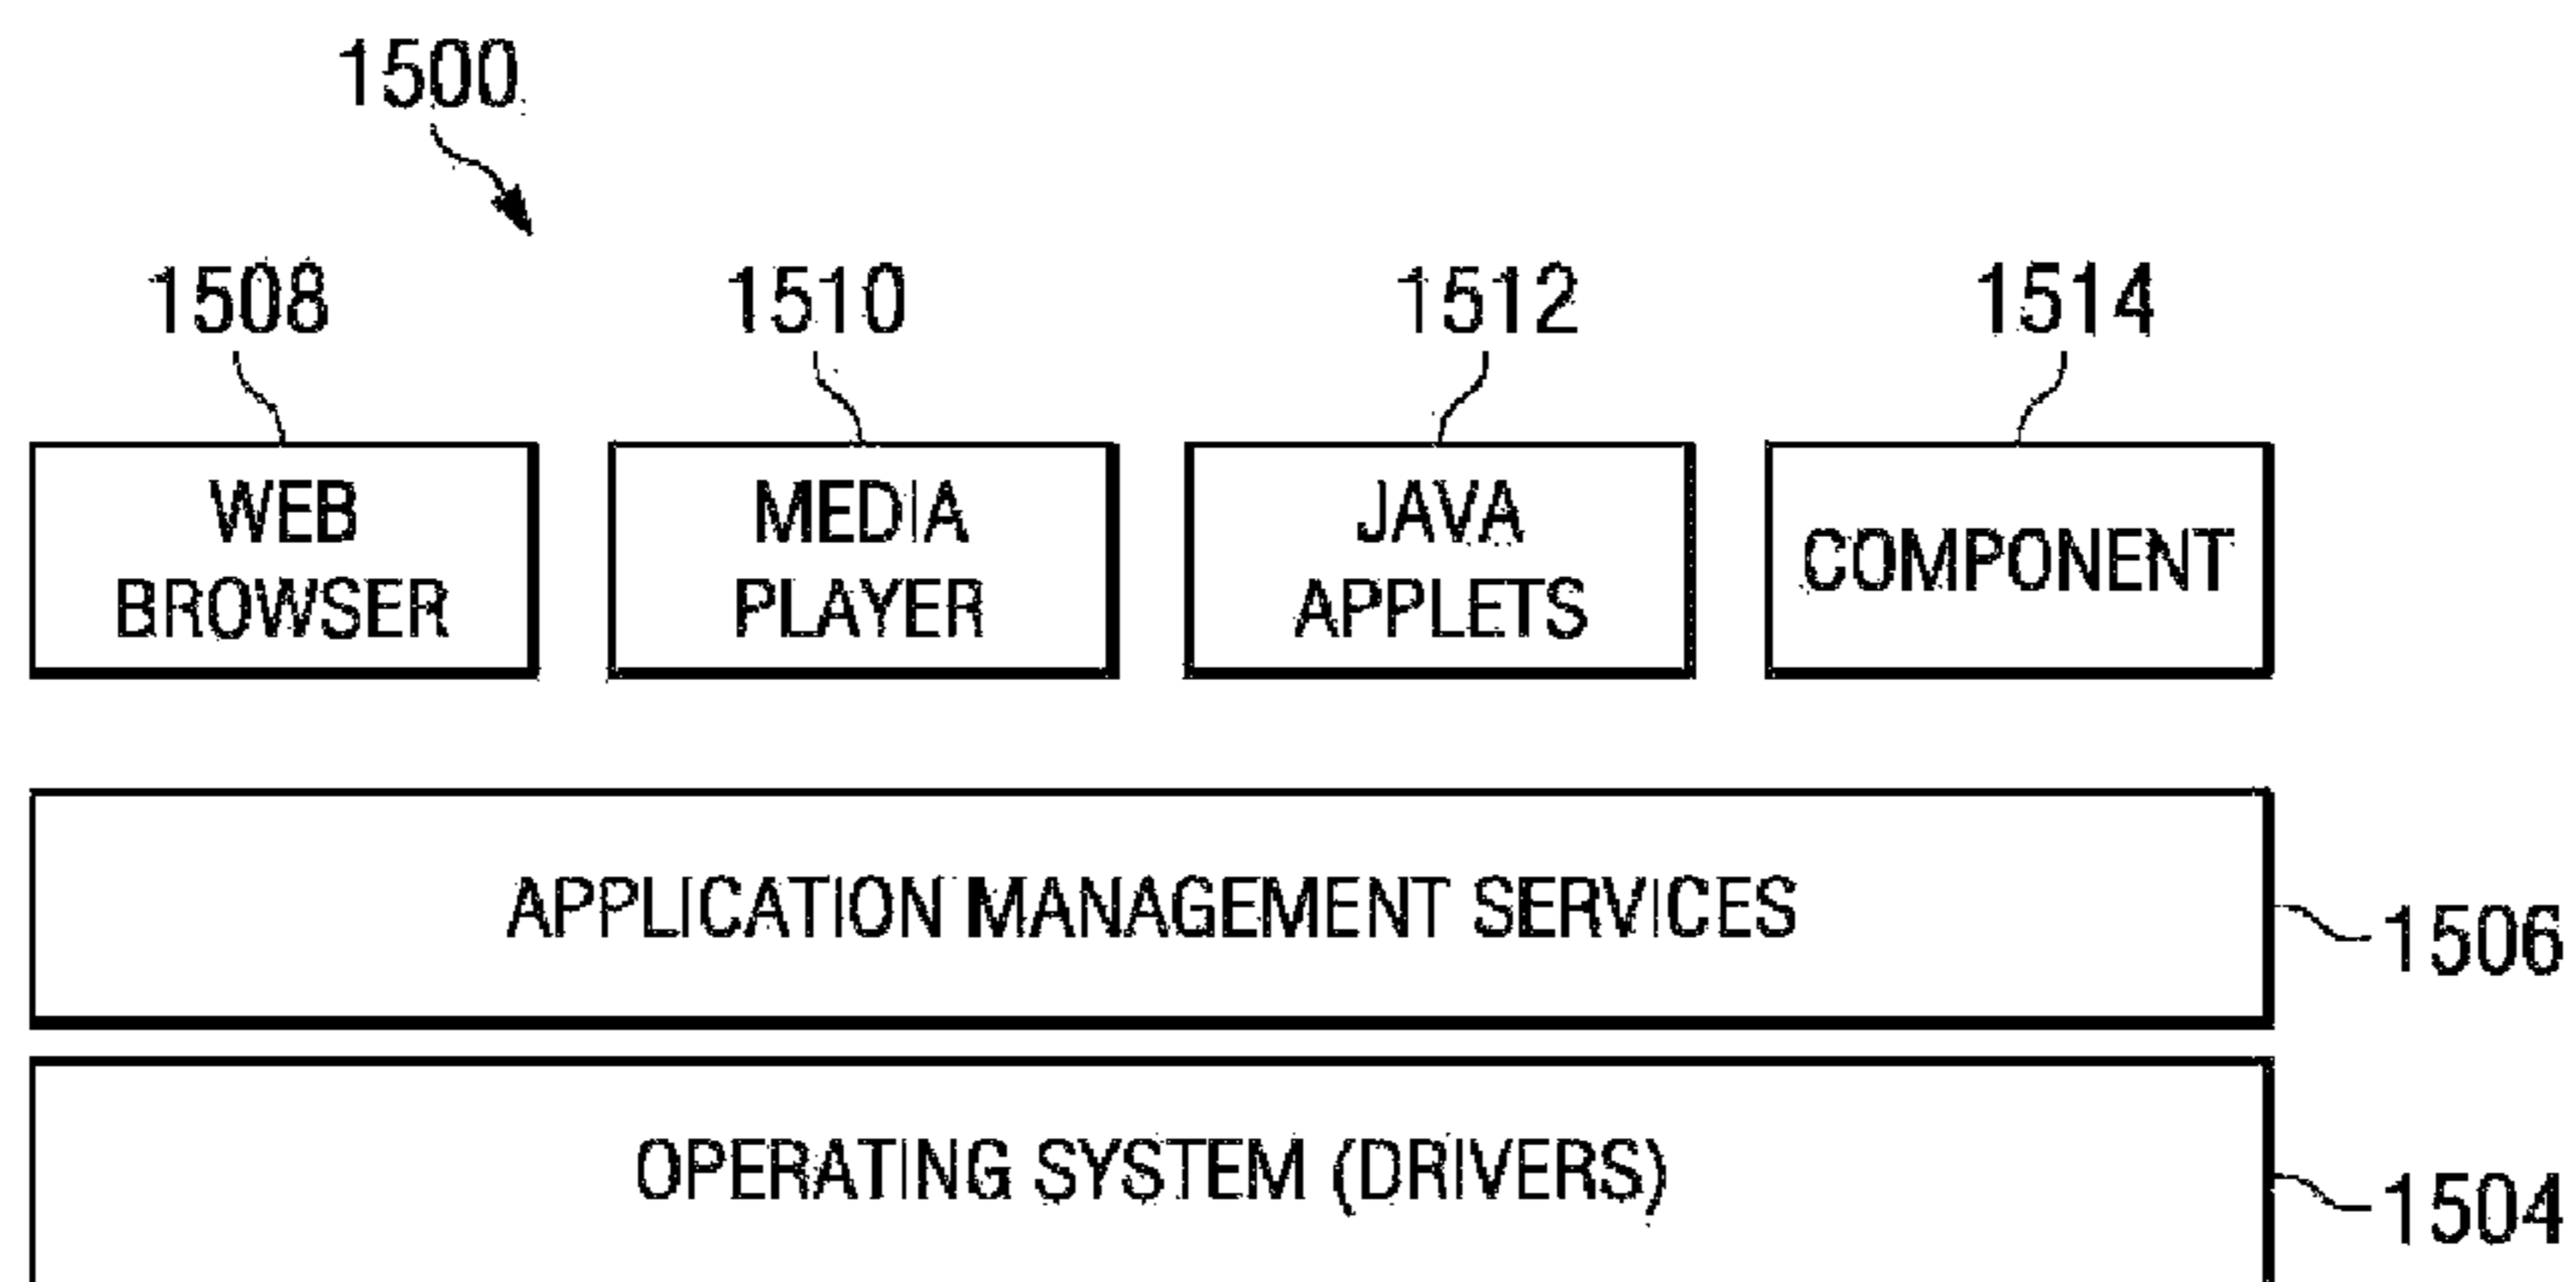 1500
1508
1510
1512
1514
WEB
BROWSER
MEDIA
PLAYER
JAVA
APPLETS
COMPONENT
APPLICATION MANAGEMENT SERVICES
1506
OPERATING SYSTEM (DRIVERS)
1504